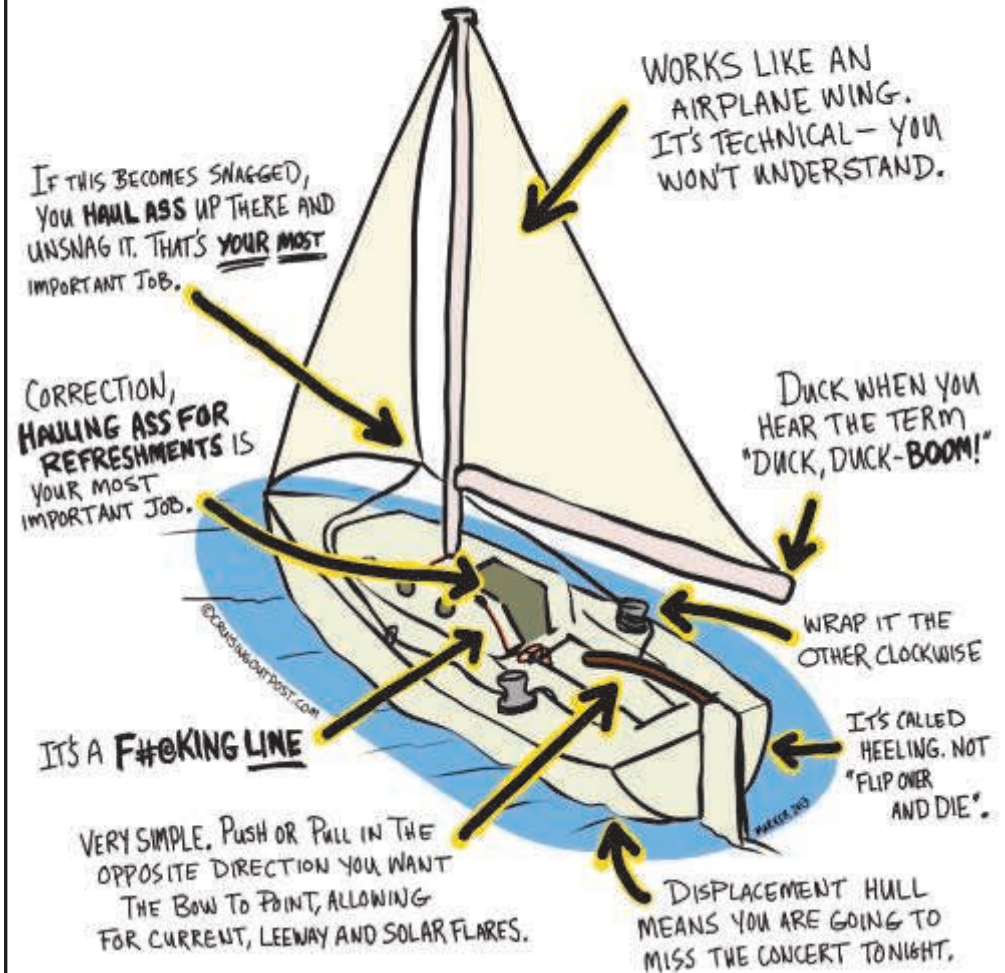 WORKS LIKE AN
AIRPLANE WING.
IT'S TECHNICAL — YOU
WON'T UNDERSTAND.
IF THIS BECOMES SNAGGED,
YOU HAUL ASS UP THERE AND
UNSNAG IT. THAT'S YOUR MOST
IMPORTANT JOB.
CORRECTION,
HAULING ASS FOR
REFRESHMENTS IS
YOUR MOST
IMPORTANT JOB.
DUCK WHEN YOU
HEAR THE TERM
"DUCK, DUCK-BOOM!"
WRAP IT THE
OTHER CLOCKWISE
IT'S CALLED
HEELING. NOT
"FLIP OVER
AND DIE".
IT'S A F#@KING LINE
VERY SIMPLE. PUSH OR PULL IN THE
OPPOSITE DIRECTION YOU WANT
THE BOW TO POINT, ALLOWING
FOR CURRENT, LEEWAY AND SOLAR FLARES.
DISPLACEMENT HULL
MEANS YOU ARE GOING TO
MISS THE CONCERT TONIGHT.